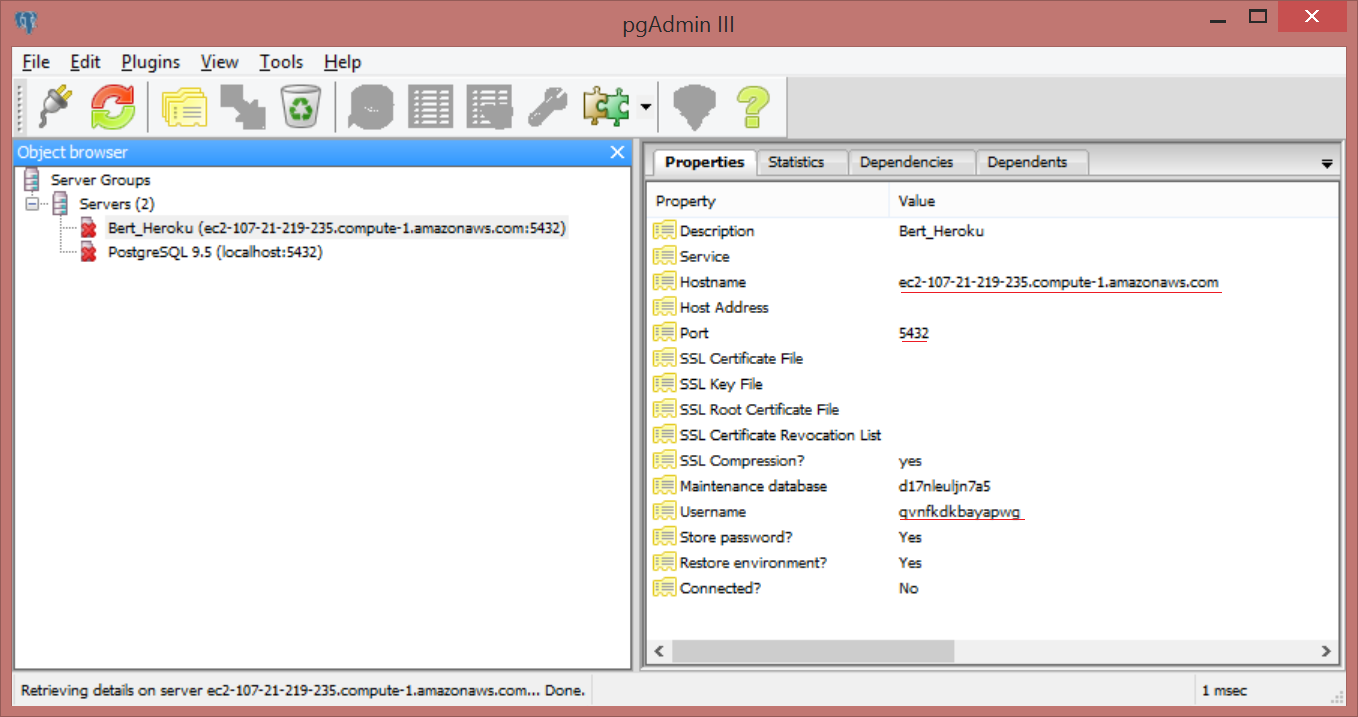 pgAdmin III
File Edit Plugins View Tools Help
Object browser
Server Groups
Servers (2)
Bert_Heroku (ec2-107-21-219-235.compute-1.amazonaws.com:5432)
PostgreSQL 9.5 (localhost:5432)
Properties Statistics Dependencies Dependents
Property Value
Description Bert_Heroku
Service
Hostname ec2-107-21-219-235.compute-1.amazonaws.com
Host Address
Port 5432
SSL Certificate File
SSL Key File
SSL Root Certificate File
SSL Certificate Revocation List
SSL Compression? yes
Maintenance database d17nleuljn7a5
Username qvnfkdkbayapwg
Store password? Yes
Restore environment? Yes
Connected? No
Retrieving details on server ec2-107-21-219-235.compute-1.amazonaws.com... Done. 1 msec